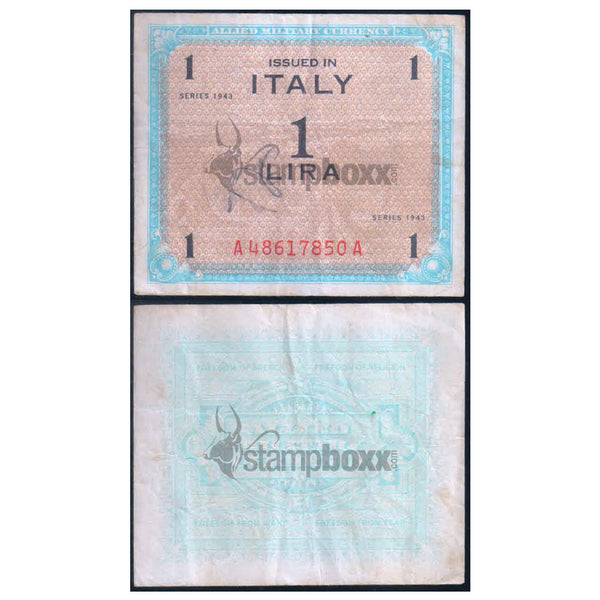 ALLIED MILITARY CURRENCY
1 ISSUED IN 1
ITALY
SERIES 1943
1
LIRA
stampboxx.com
SERIES 1943
1 A48617850A 1
FREEDOM OF SPEECH FREEDOM OF RELIGION
stampboxx.com
FREEDOM FROM WANT FREEDOM FROM FEAR